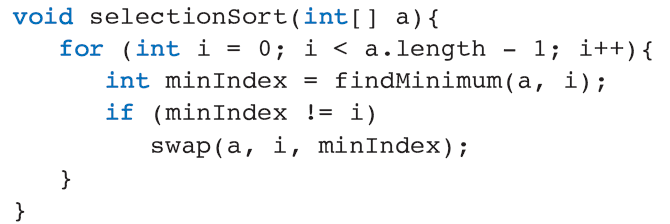 void selectionSort(int[] a){
   for (int i = 0; i < a.length - 1; i++){
      int minIndex = findMinimum(a, i);
      if (minIndex != i)
         swap(a, i, minIndex);
   }
}